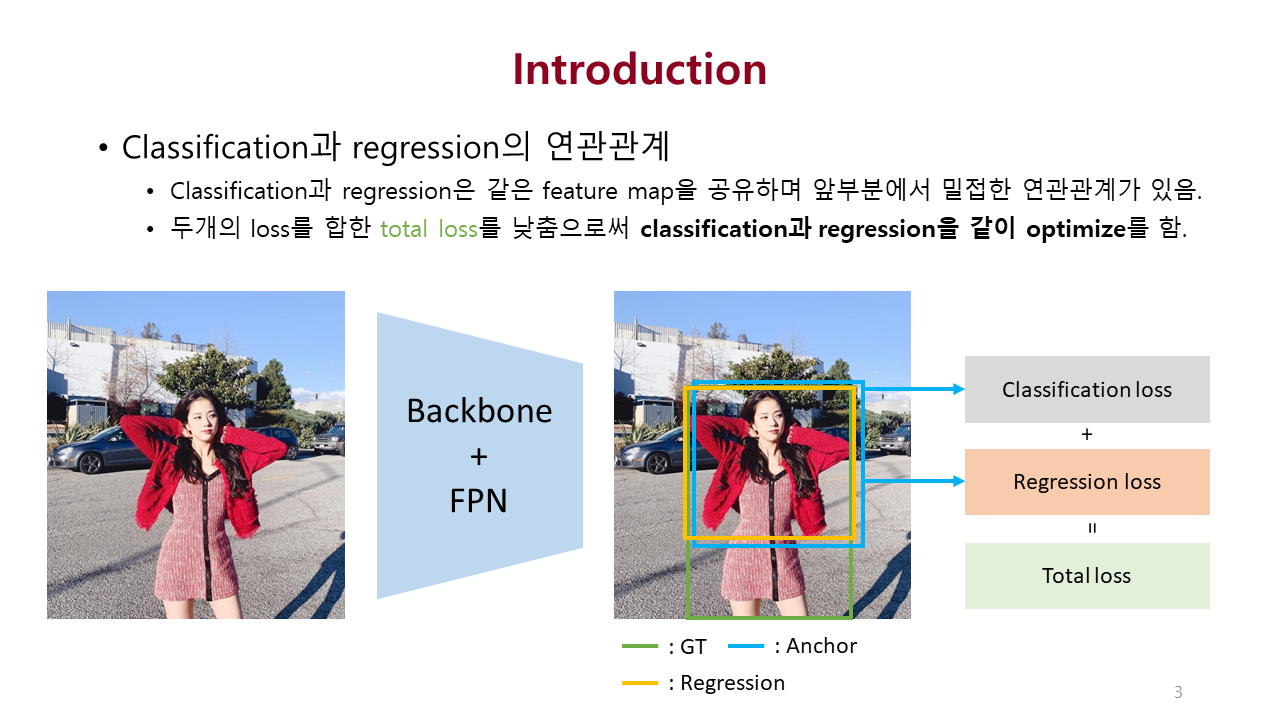 Introduction
• Classification과 regression의 연관관계
• Classification과 regression은 같은 feature map을 공유하며 앞부분에서 밀접한 연관관계가 있음.
• 두개의 loss를 합한 total loss를 낮춤으로써 classification과 regression을 같이 optimize를 함.
Backbone
+
FPN
Classification loss
+
Regression loss
=
Total loss
: GT
: Anchor
: Regression
3